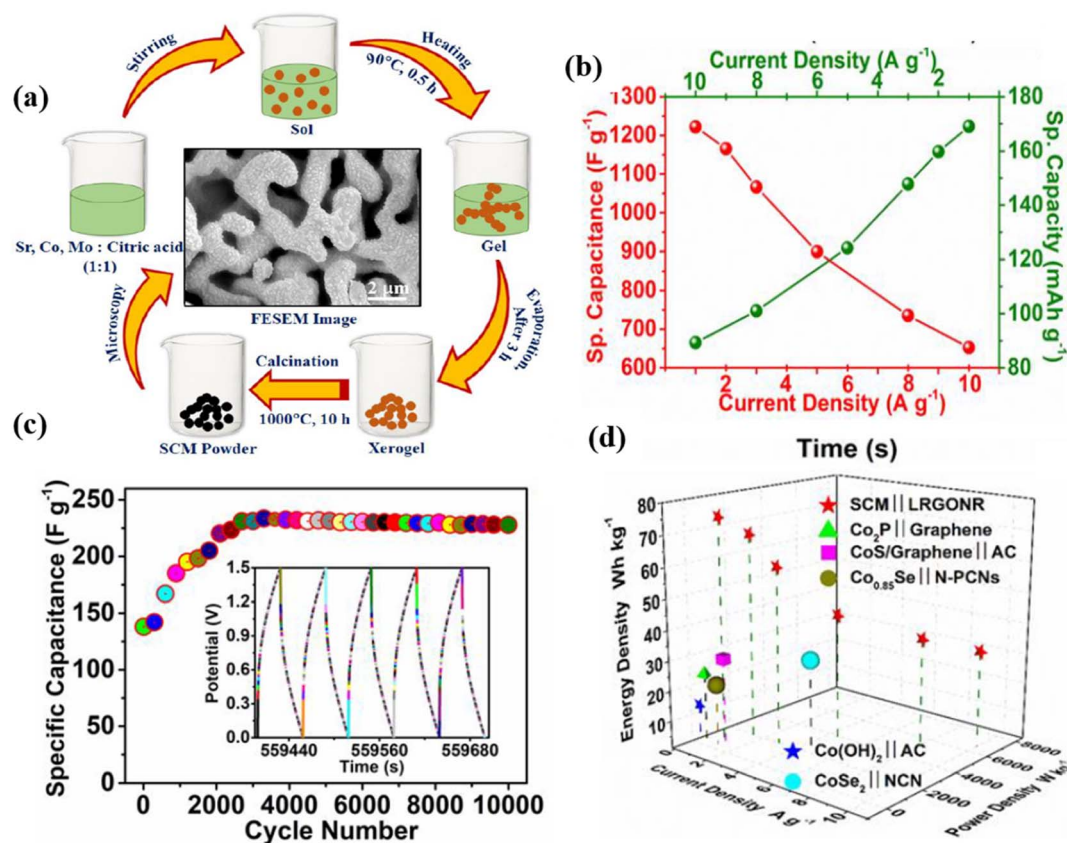 (a)
Stirring
Sol
Heating
90°C, 0.5 h
Sr, Co, Mo : Citric acid
(1:1)
Gel
2 μm
FESEM Image
Evaporation,
After 3 h
Microscopy
Calcination
1000°C, 10 h
SCM Powder
Xerogel
(b)
Current Density (A g⁻¹)
10 8 6 4 2
Sp. Capacitance (F g⁻¹)
1300
1200
1100
1000
900
800
700
600
Sp. Capacity (mAh g⁻¹)
180
160
140
120
100
80
2 4 6 8 10
Current Density (A g⁻¹)
(c)
Specific Capacitance (F g⁻¹)
250
200
150
100
50
0
0 2000 4000 6000 8000 10000
Cycle Number
Potential (V)
1.5
1.2
0.9
0.6
0.3
0.0
559440 559560 559680
Time (s)
(d)
Time (s)
Energy Density Wh kg⁻¹
80
70
60
50
40
30
20
10
SCM||LRGONR
Co₂P||Graphene
CoS/Graphene||AC
Co₀.₈₅Se||N-PCNs
Co(OH)₂||AC
CoSe₂||NCN
0 2 4 6 8 10
Current Density A g⁻¹
0 2000 4000 6000 8000
Power Density W kg⁻¹